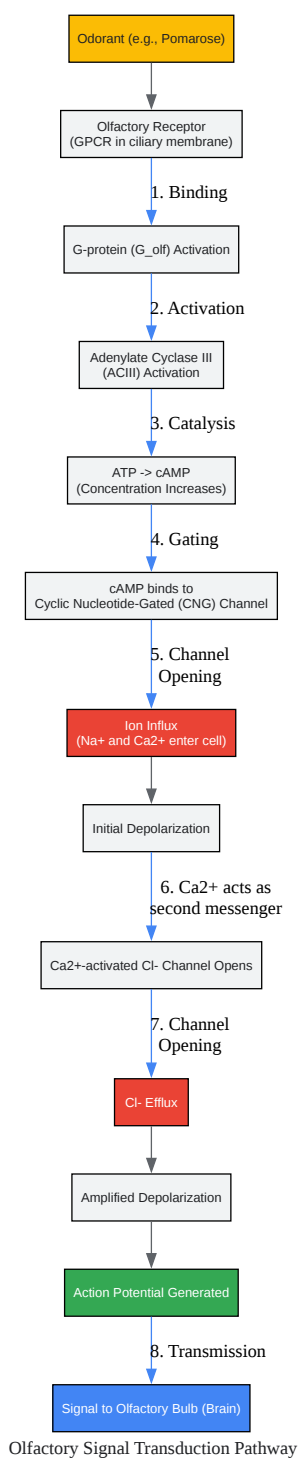 Odorant (e.g., Pomarose)
Olfactory Receptor
(GPCR in ciliary membrane)
1. Binding
G-protein (G_olf) Activation
2. Activation
Adenylate Cyclase III
(ACIII) Activation
3. Catalysis
ATP -> cAMP
(Concentration Increases)
4. Gating
cAMP binds to
Cyclic Nucleotide-Gated (CNG) Channel
5. Channel
Opening
Ion Influx
(Na+ and Ca2+ enter cell)
Initial Depolarization
6. Ca2+ acts as
second messenger
Ca2+-activated Cl- Channel Opens
7. Channel
Opening
Cl- Efflux
Amplified Depolarization
Action Potential Generated
8. Transmission
Signal to Olfactory Bulb (Brain)
Olfactory Signal Transduction Pathway